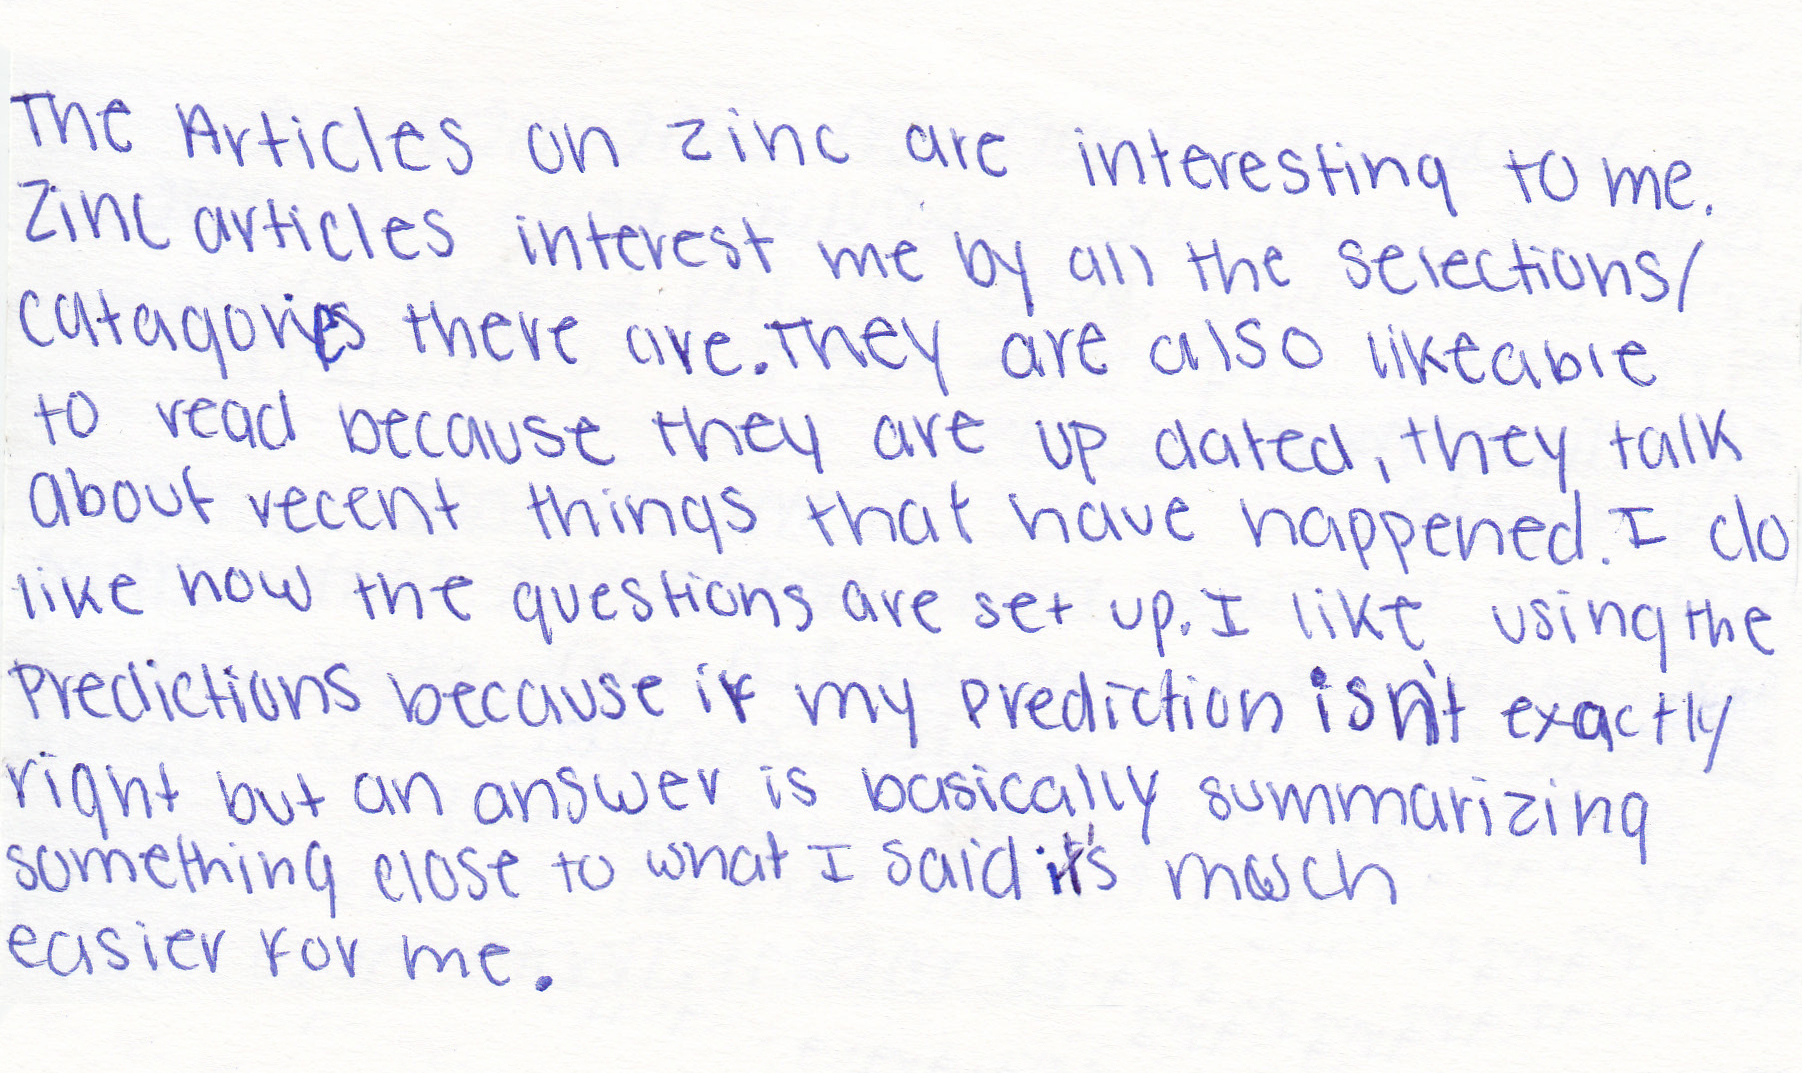 The Articles on zinc are interesting to me.
Zinc articles interest me by all the selections/
catagories there are. They are also likeable
to read because they are up dated, they talk
about recent things that have happened. I do
like how the questions are set up. I like using the
Predictions because if my prediction isn't exactly
right but an answer is basically summarizing
something close to what I said it's much
easier for me.